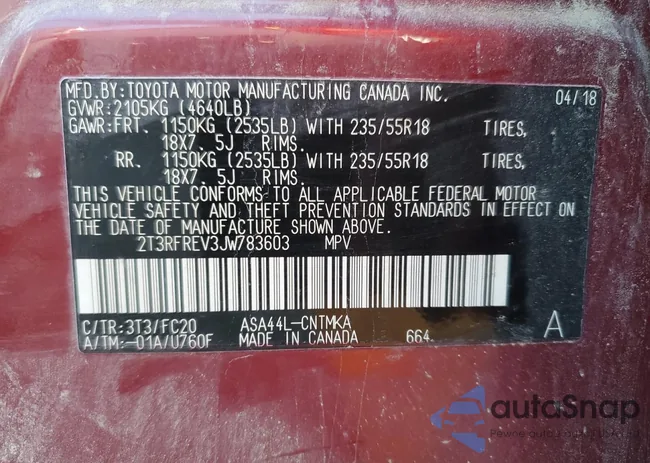 MFD.BY:TOYOTA MOTOR MANUFACTURING CANADA INC. 04/18
GVWR:2105KG (4640LB)
GAWR:FRT. 1150KG (2535LB) WITH 235/55R18 TIRES,
18X7. 5J RIMS.
RR. 1150KG (2535LB) WITH 235/55R18 TIRES,
18X7. 5J RIMS.
THIS VEHICLE CONFORMS TO ALL APPLICABLE FEDERAL MOTOR
VEHICLE SAFETY AND THEFT PREVENTION STANDARDS IN EFFECT ON
THE DATE OF MANUFACTURE SHOWN ABOVE.
2T3RFREV3JW783603 MPV
C/TR:3T3/FC20 ASA44L-CNTMKA A
A/TM:-01A/U760F MADE IN CANADA 664.
autoSnap
Pewne auto